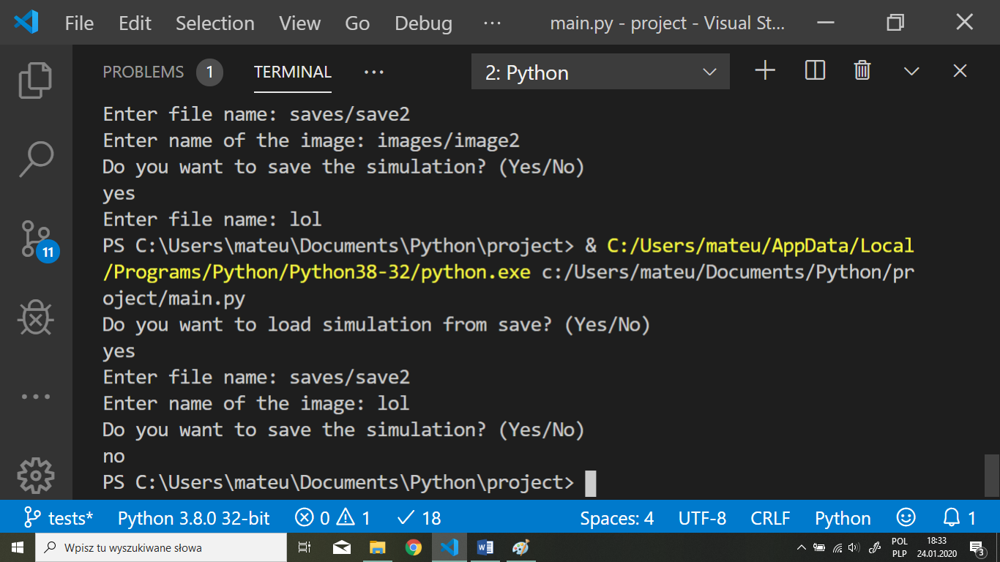 File Edit Selection View Go Debug ··· main.py - project - Visual St...
PROBLEMS 1 TERMINAL ··· 2: Python
Enter file name: saves/save2
Enter name of the image: images/image2
Do you want to save the simulation? (Yes/No)
yes
Enter file name: lol
PS C:\Users\mateu\Documents\Python\project> & C:/Users/mateu/AppData/Local
/Programs/Python/Python38-32/python.exe c:/Users/mateu/Documents/Python/pr
oject/main.py
Do you want to load simulation from save? (Yes/No)
yes
Enter file name: saves/save2
Enter name of the image: lol
Do you want to save the simulation? (Yes/No)
no
PS C:\Users\mateu\Documents\Python\project>
11
tests* Python 3.8.0 32-bit 0 1 18 Spaces: 4 UTF-8 CRLF Python 1
Wpisz tu wyszukiwane słowa
POL 18:33
PLP 24.01.2020 3